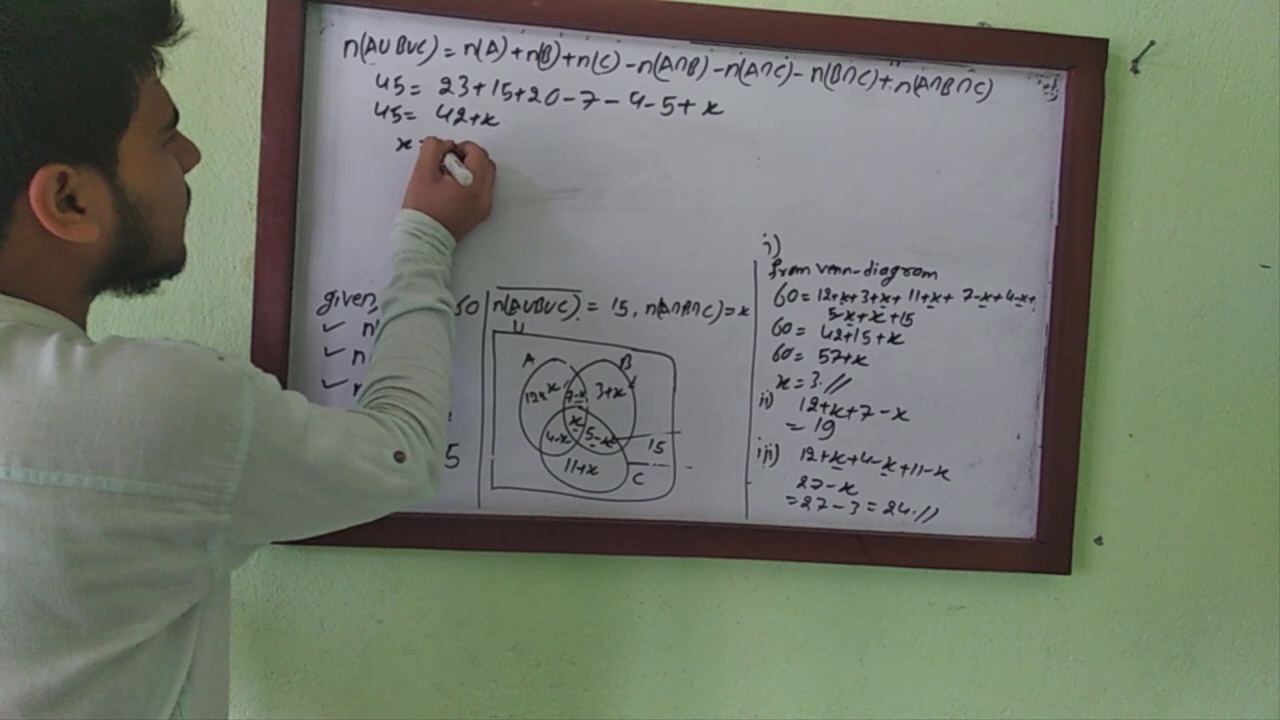 n(AUBUC) = n(A)+n(B)+n(C) -n(A∩B) -n(A∩C) - n(B∩C) + n(A∩B∩C)
45 = 23+15+20-7-4-5+x
45= 42+x
x =
given,
50
n(AUBUC) = 15, n(A∩B∩C)=x
✓ n
✓ n
✓
5
U
A
B
12+x
7-x
3+x
x
4-x
5-x
15
11+x
C
i)
from venn-diagram
60=12+x+3+x+ 11+x+ 7-x+4-x+
5-x+x+15
60= 42+15+x
60= 57+x
x=3.//
ii) 12+x+7-x
= 19
iii) 12+x+4-x+11-x
27-x
=27-3=24.//